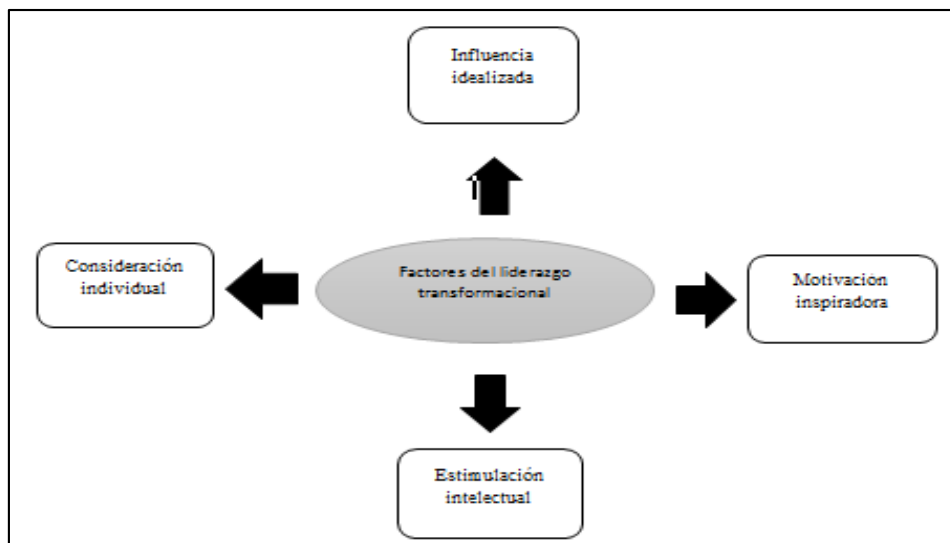 Influencia
idealizada
Consideración
individual
Factores del liderazgo
transformacional
Motivación
inspiradora
Estimulación
intelectual